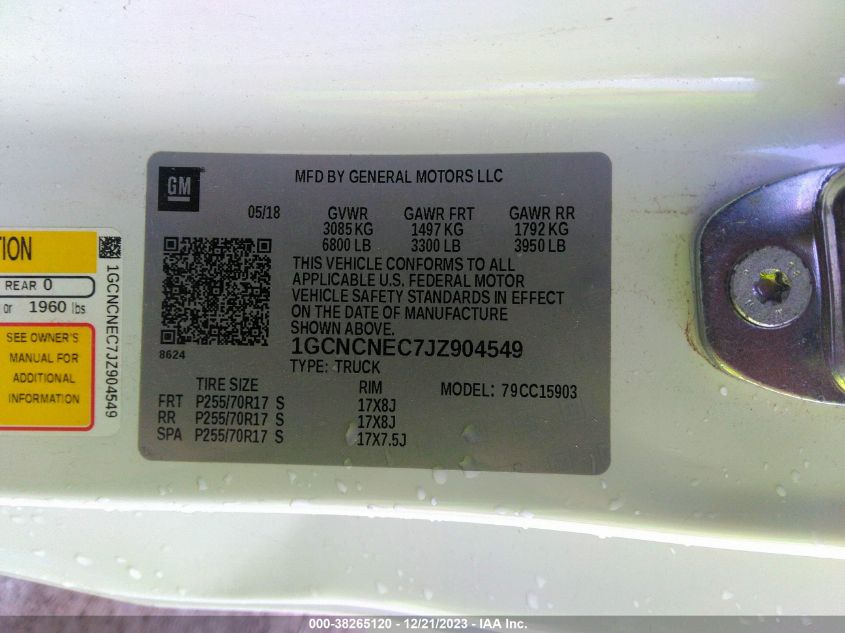 GM
MFD BY GENERAL MOTORS LLC
05/18 GVWR GAWR FRT GAWR RR
3085 KG 1497 KG 1792 KG
6800 LB 3300 LB 3950 LB
THIS VEHICLE CONFORMS TO ALL
APPLICABLE U.S. FEDERAL MOTOR
VEHICLE SAFETY STANDARDS IN EFFECT
ON THE DATE OF MANUFACTURE
SHOWN ABOVE.
8624
1GCNCNEC7JZ904549
TYPE: TRUCK
TIRE SIZE RIM MODEL: 79CC15903
FRT P255/70R17 S 17X8J
RR P255/70R17 S 17X8J
SPA P255/70R17 S 17X7.5J
TION
REAR 0
or 1960 lbs
SEE OWNER'S
MANUAL FOR
ADDITIONAL
INFORMATION
1GCNCNEC7JZ904549
000-38265120 - 12/21/2023 - IAA Inc.